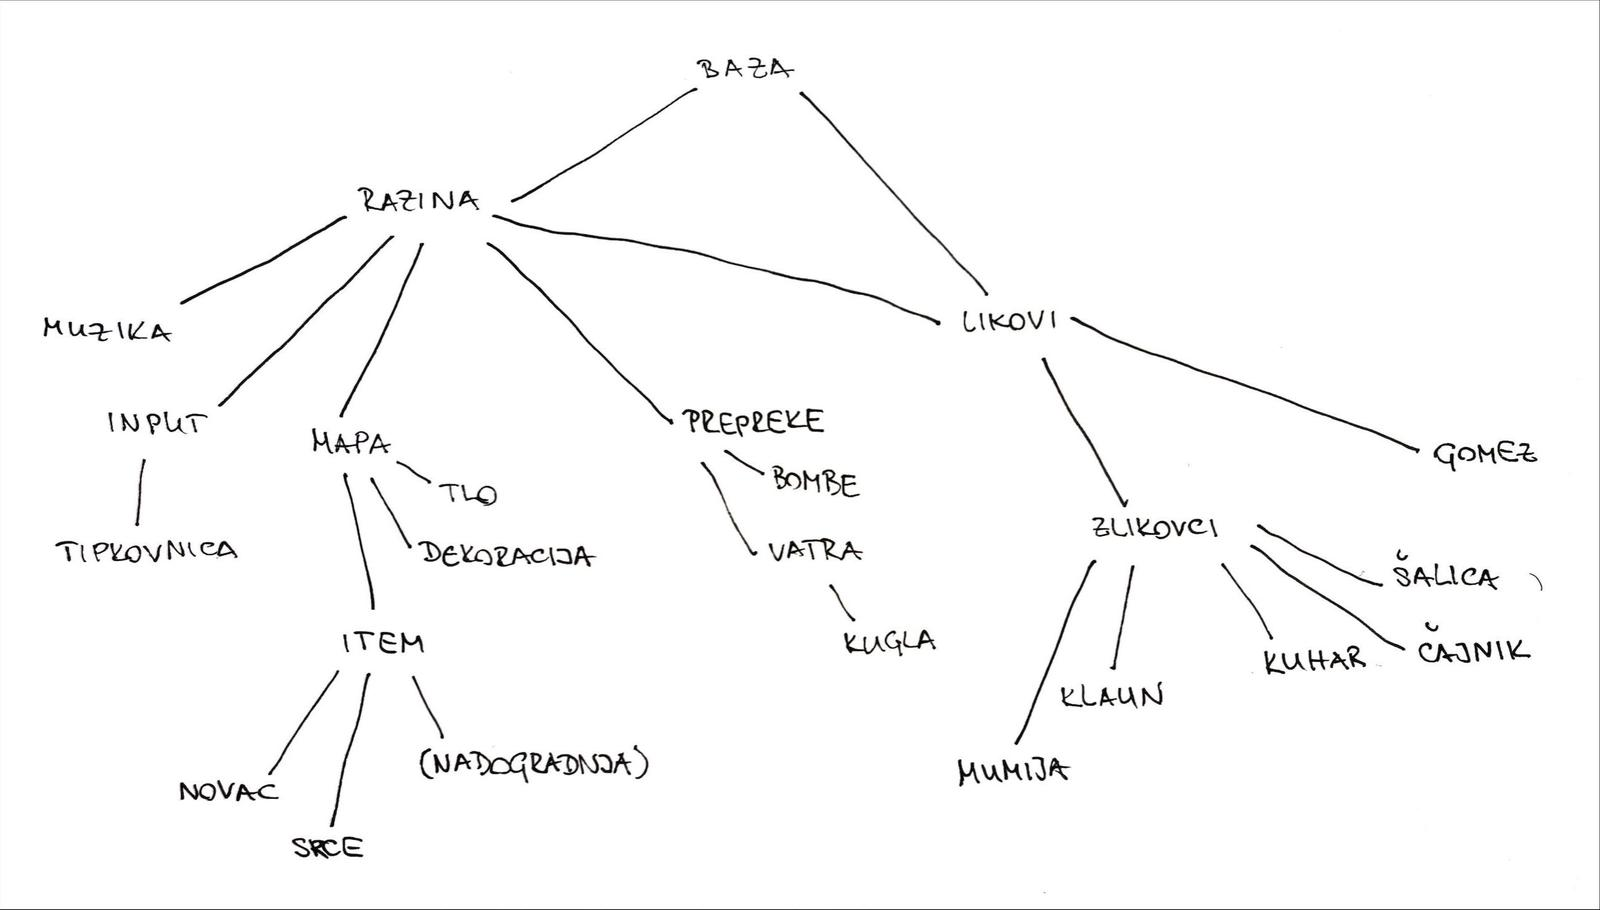 BAZA
RAZINA
MUZIKA
LIKOVI
INPUT
MAPA
PREPREKE
GOMEZ
TLO
BOMBE
TIPKOVNICA
DEKORACIJA
VATRA
ZLIKOVCI
ŠALICA
ITEM
KUGLA
KUHAR
ČAJNIK
KLAUN
NOVAC
(NADOGRADNJA)
MUMIJA
SRCE